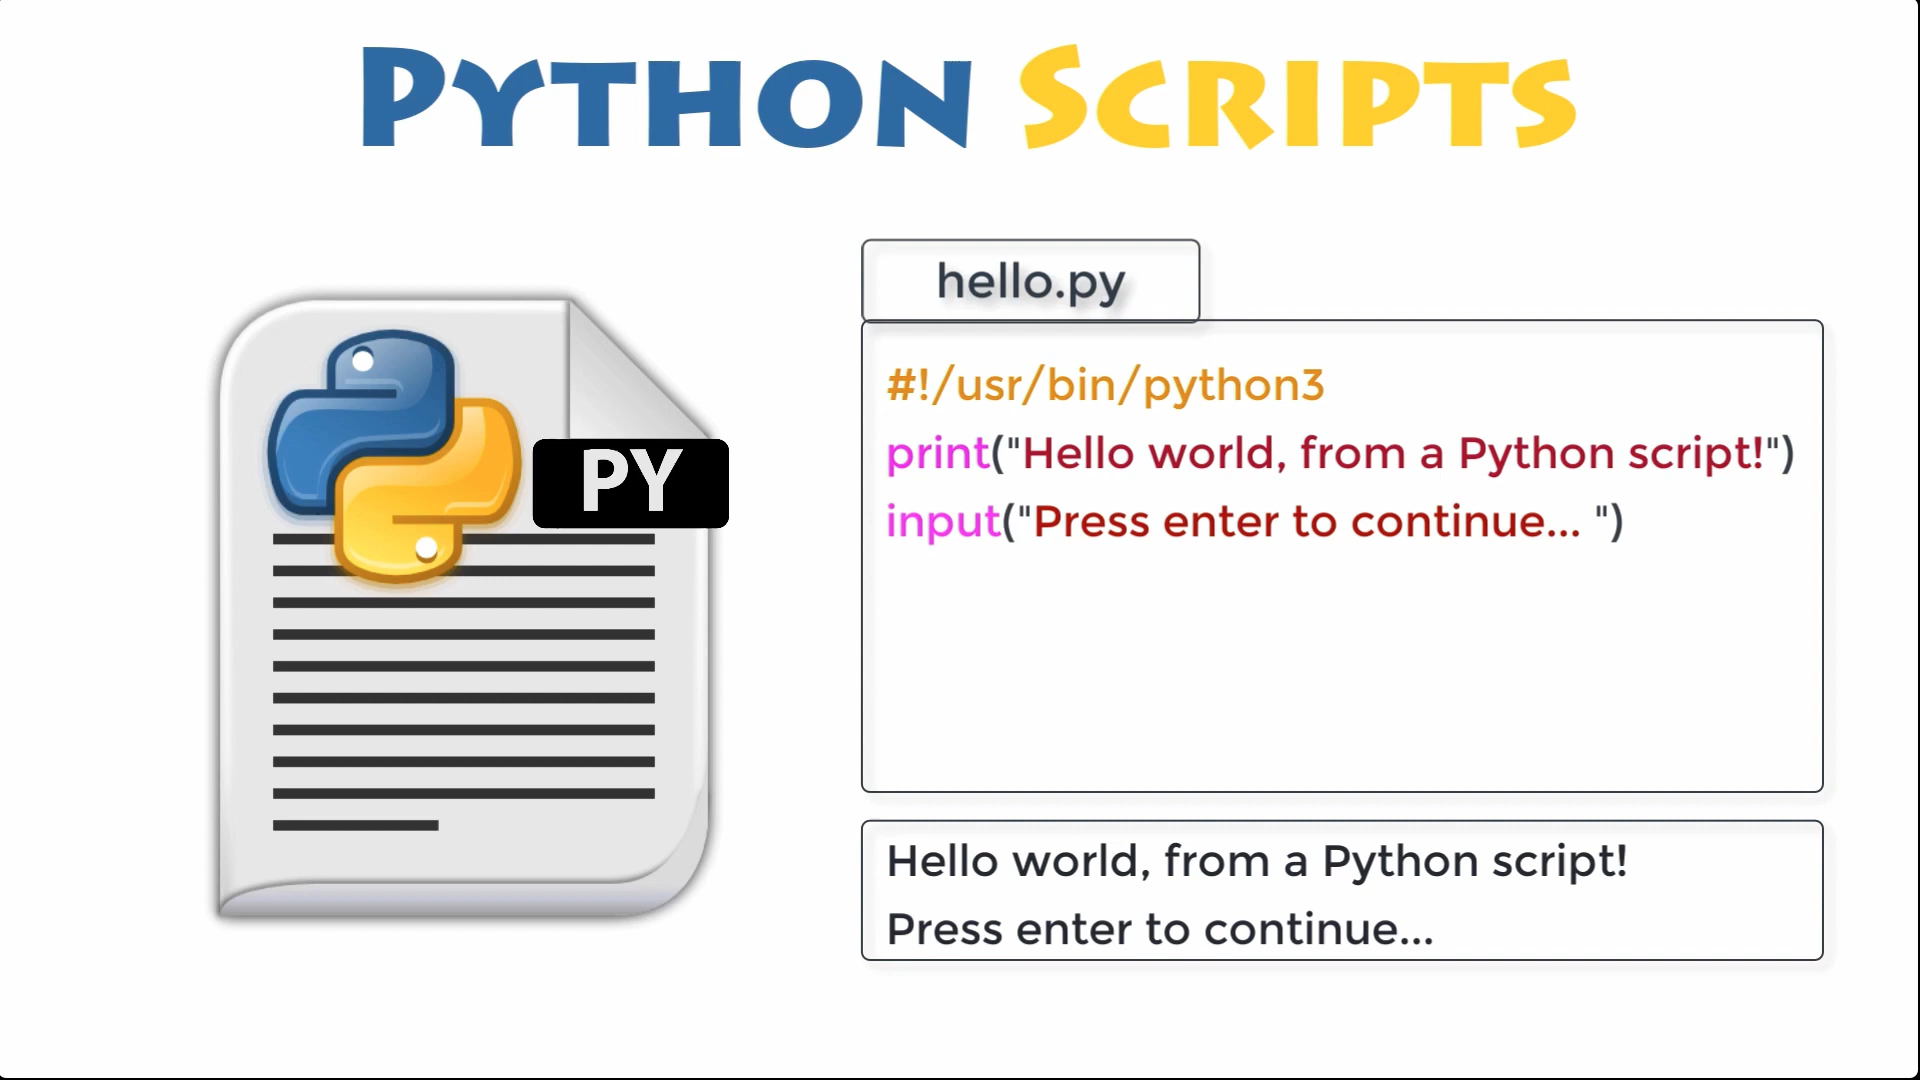 Python Scripts
PY
hello.py
#!/usr/bin/python3
print("Hello world, from a Python script!")
input("Press enter to continue... ")
Hello world, from a Python script!
Press enter to continue...